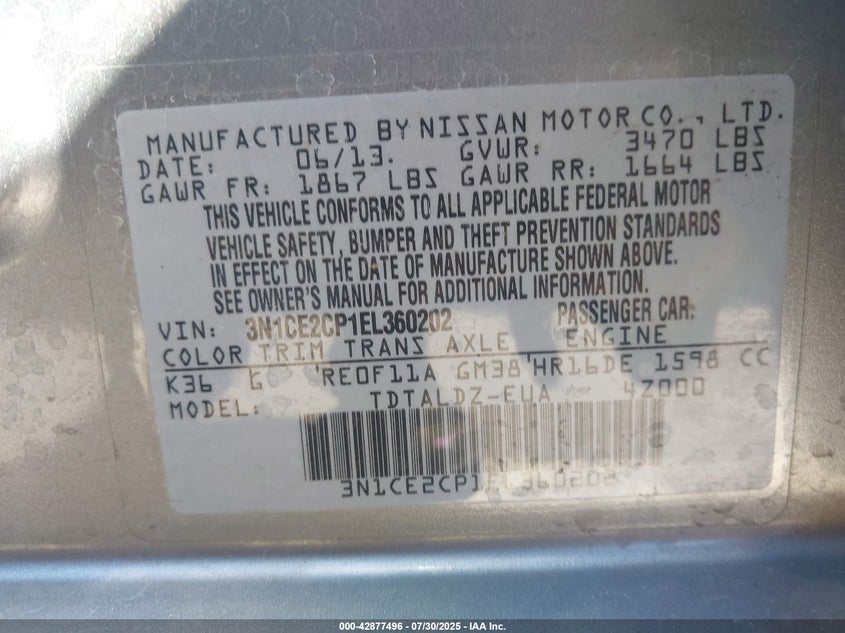 MANUFACTURED BY NISSAN MOTOR CO., LTD.
DATE: 06/13. GVWR: 3470 LBS
GAWR FR: 1867 LBS GAWR RR: 1664 LBS
THIS VEHICLE CONFORMS TO ALL APPLICABLE FEDERAL MOTOR
VEHICLE SAFETY, BUMPER AND THEFT PREVENTION STANDARDS
IN EFFECT ON THE DATE OF MANUFACTURE SHOWN ABOVE.
SEE OWNER'S MANUAL FOR ADDITIONAL INFORMATION.
VIN: 3N1CE2CP1EL360202 PASSENGER CAR:
COLOR TRIM TRANS AXLE ENGINE
K36 G RE0F11A GM38 HR16DE 1598 CC
MODEL: TDTALDZ-EUA 4Z000
3N1CE2CP1EL360202
000-42877496 - 07/30/2025 - IAA Inc.